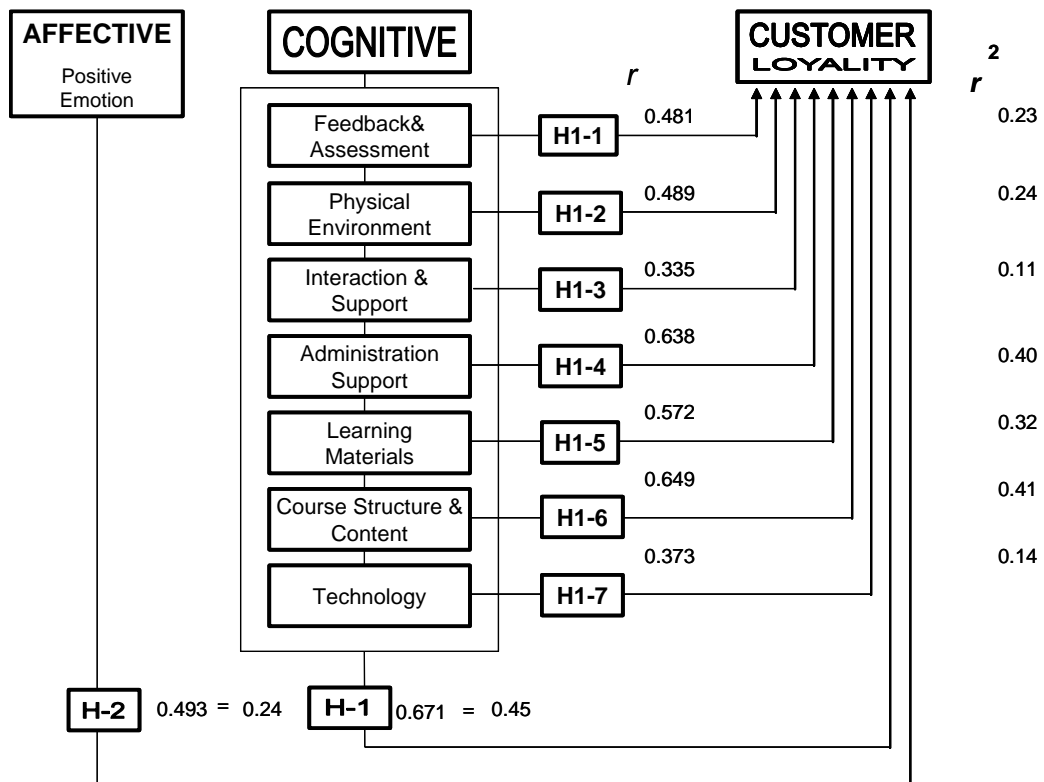 AFFECTIVE
Positive
Emotion
COGNITIVE
CUSTOMER
LOYALITY
r
r 2
Feedback&
Assessment
H1-1
0.481
0.23
Physical
Environment
H1-2
0.489
0.24
Interaction &
Support
H1-3
0.335
0.11
Administration
Support
H1-4
0.638
0.40
Learning
Materials
H1-5
0.572
0.32
Course Structure &
Content
H1-6
0.649
0.41
Technology
H1-7
0.373
0.14
H-2
0.493 = 0.24
H-1
0.671 = 0.45